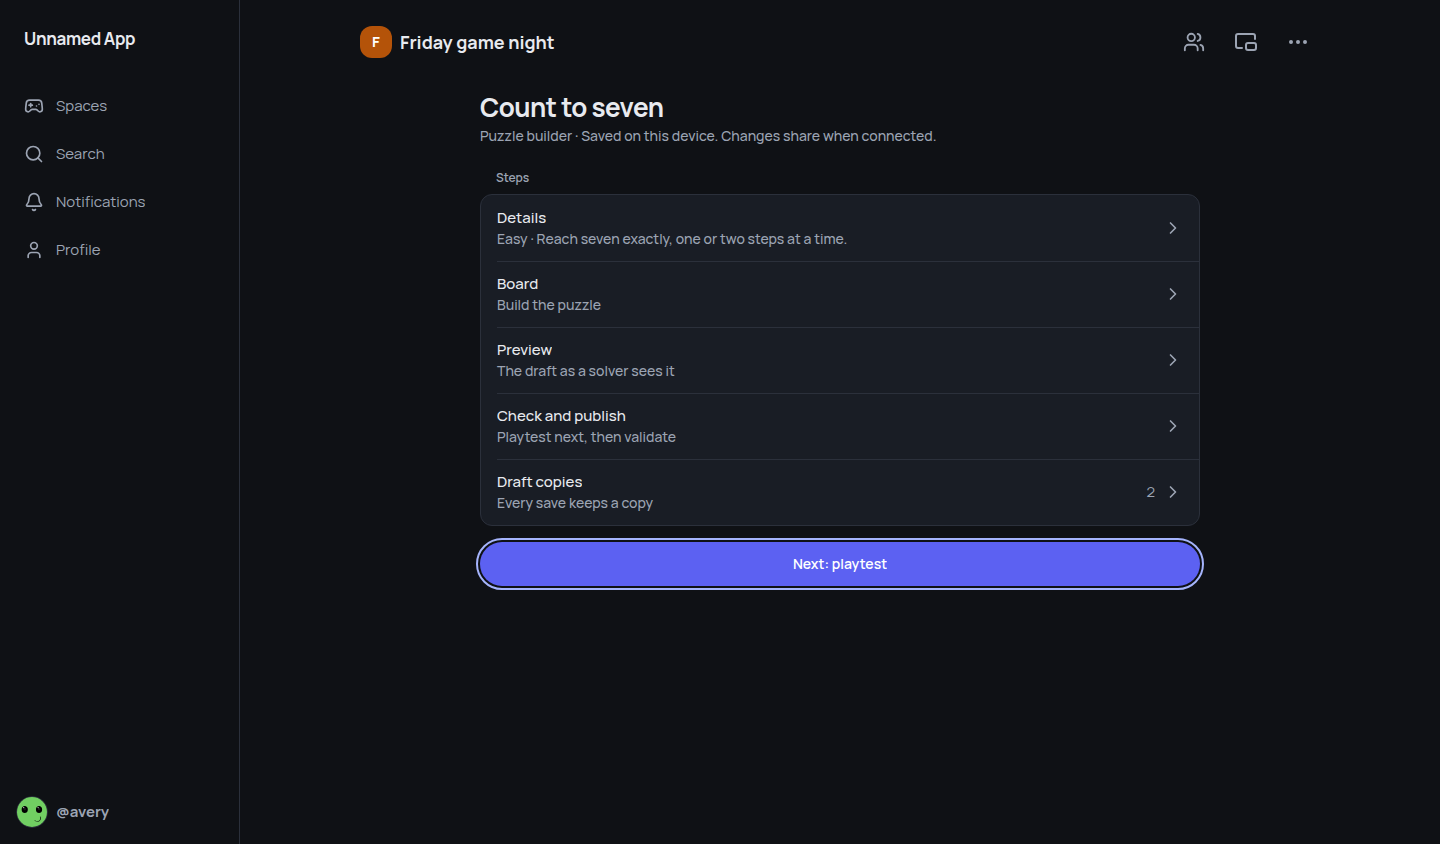 Unnamed App
Spaces
Search
Notifications
Profile
@avery
F Friday game night
Count to seven
Puzzle builder · Saved on this device. Changes share when connected.
Steps
Details
Easy · Reach seven exactly, one or two steps at a time.
Board
Build the puzzle
Preview
The draft as a solver sees it
Check and publish
Playtest next, then validate
Draft copies
Every save keeps a copy
2
Next: playtest